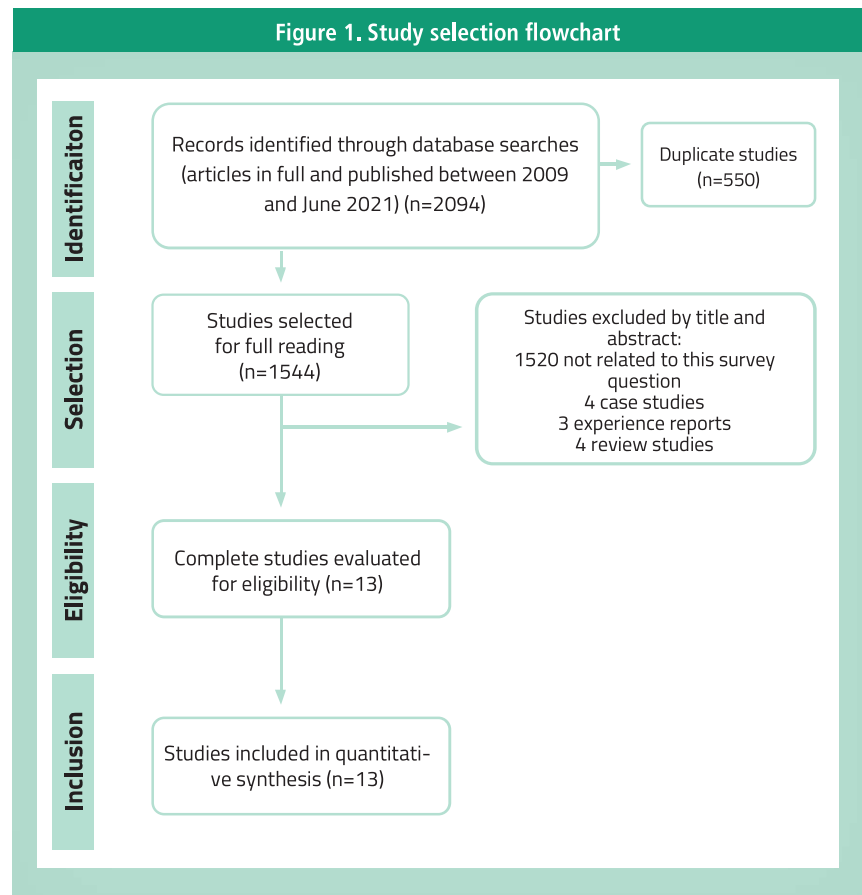 Figure 1. Study selection flowchart
Identificaiton
Records identified through database searches
(articles in full and published between 2009
and June 2021) (n=2094)
Duplicate studies
(n=550)
Selection
Studies selected
for full reading
(n=1544)
Studies excluded by title and
abstract:
1520 not related to this survey
question
4 case studies
3 experience reports
4 review studies
Eligibility
Complete studies evaluated
for eligibility (n=13)
Inclusion
Studies included in quantitati-
ve synthesis (n=13)